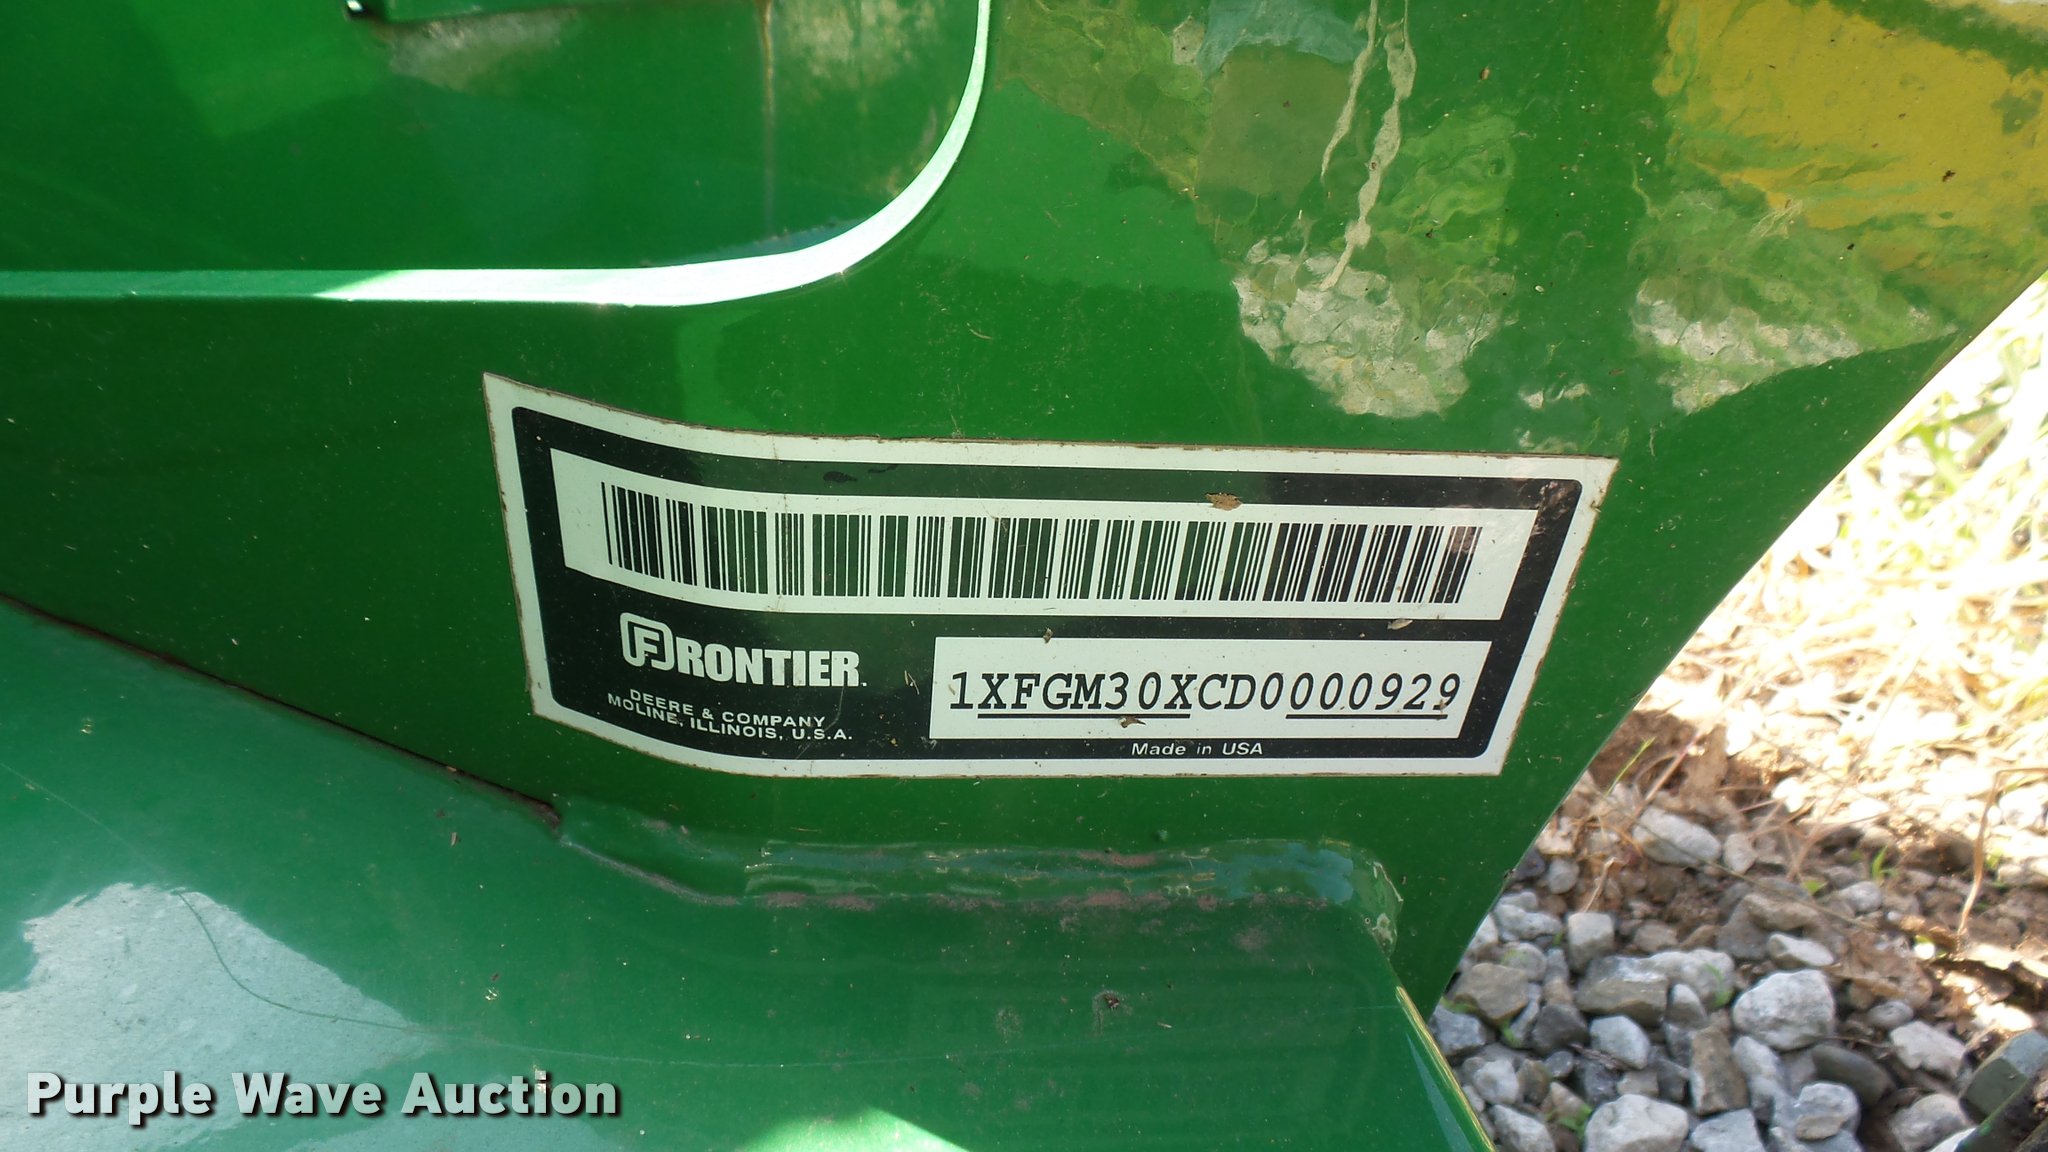 FRONTIER.
DEERE & COMPANY
MOLINE, ILLINOIS, U.S.A.
1XFGM30XCD0000929
Made in USA
Purple Wave Auction